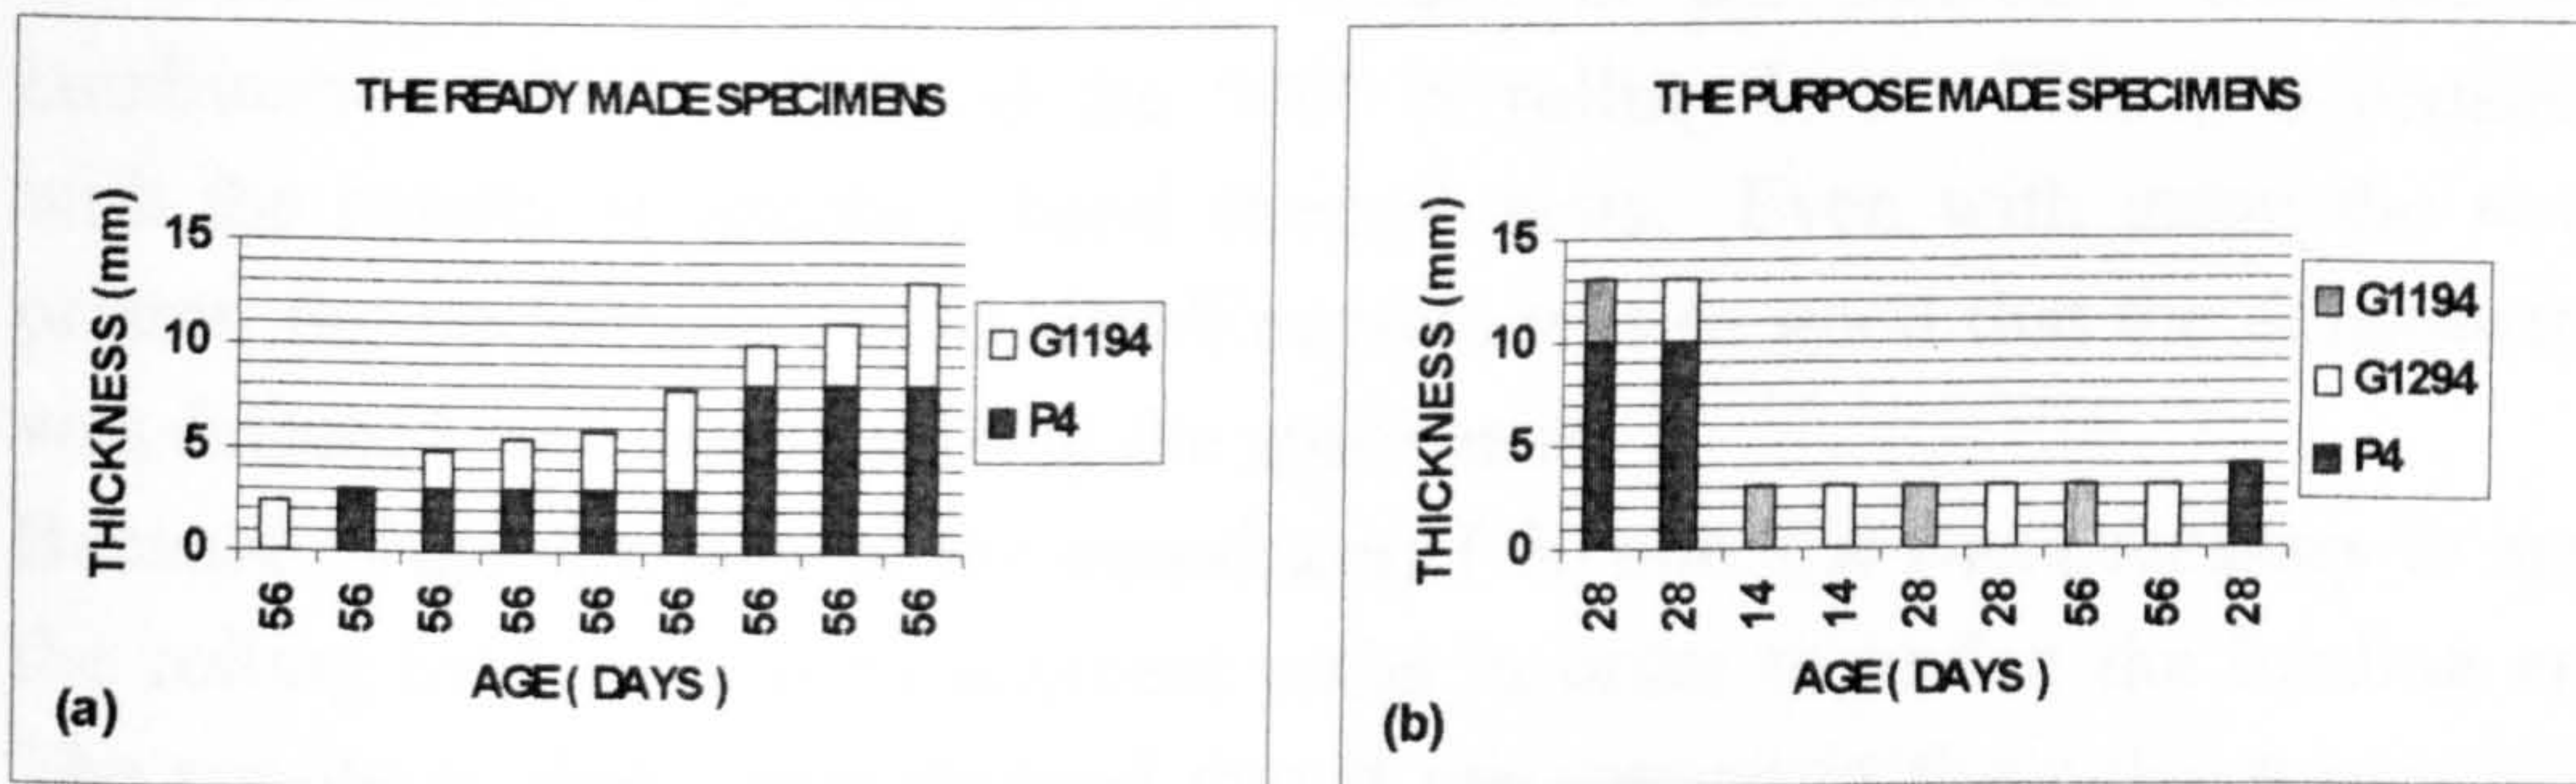 THE READY MADE SPECIMENS
THICKNESS (mm)
15
10
5
0
56 56 56 56 56 56 56 56 56
AGE ( DAYS )
G1194
P4
(a)
THE PURPOSE MADE SPECIMENS
THICKNESS (mm)
15
10
5
0
28 28 14 14 28 28 56 56 28
AGE ( DAYS )
G1194
G1294
P4
(b)